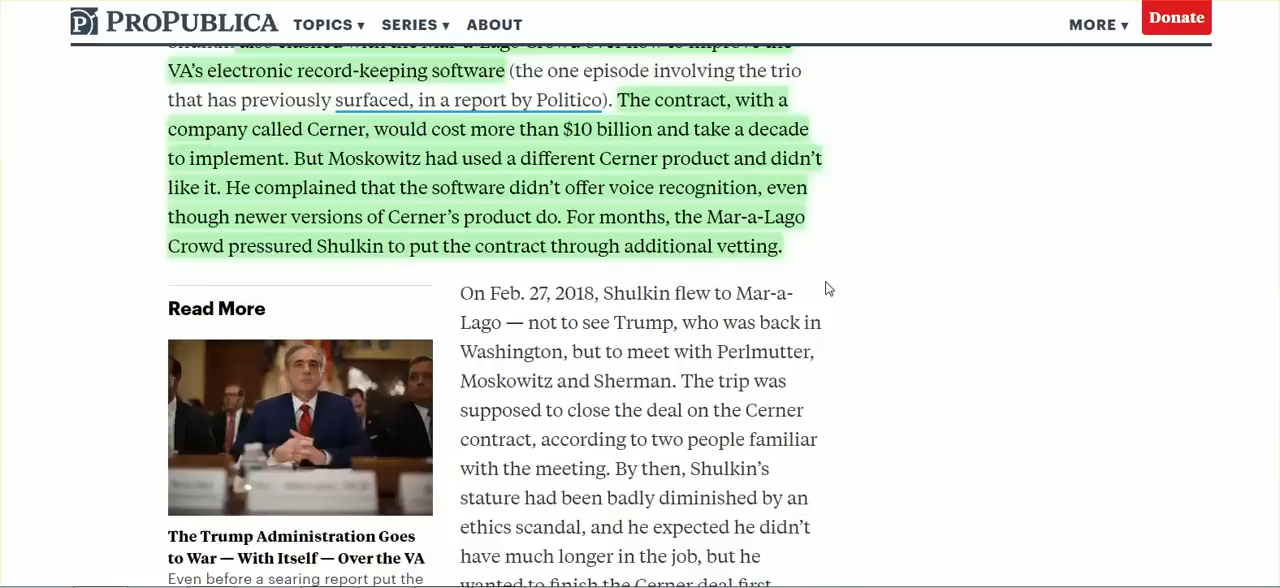 PROPUBLICA TOPICS ▾ SERIES ▾ ABOUT MORE ▾ Donate
VA’s electronic record-keeping software (the one episode involving the trio
that has previously surfaced, in a report by Politico). The contract, with a
company called Cerner, would cost more than $10 billion and take a decade
to implement. But Moskowitz had used a different Cerner product and didn’t
like it. He complained that the software didn’t offer voice recognition, even
though newer versions of Cerner’s product do. For months, the Mar-a-Lago
Crowd pressured Shulkin to put the contract through additional vetting.
Read More
The Trump Administration Goes
to War — With Itself — Over the VA
Even before a searing report put the
On Feb. 27, 2018, Shulkin flew to Mar-a-
Lago — not to see Trump, who was back in
Washington, but to meet with Perlmutter,
Moskowitz and Sherman. The trip was
supposed to close the deal on the Cerner
contract, according to two people familiar
with the meeting. By then, Shulkin’s
stature had been badly diminished by an
ethics scandal, and he expected he didn’t
have much longer in the job, but he
wanted to finish the Cerner deal first.